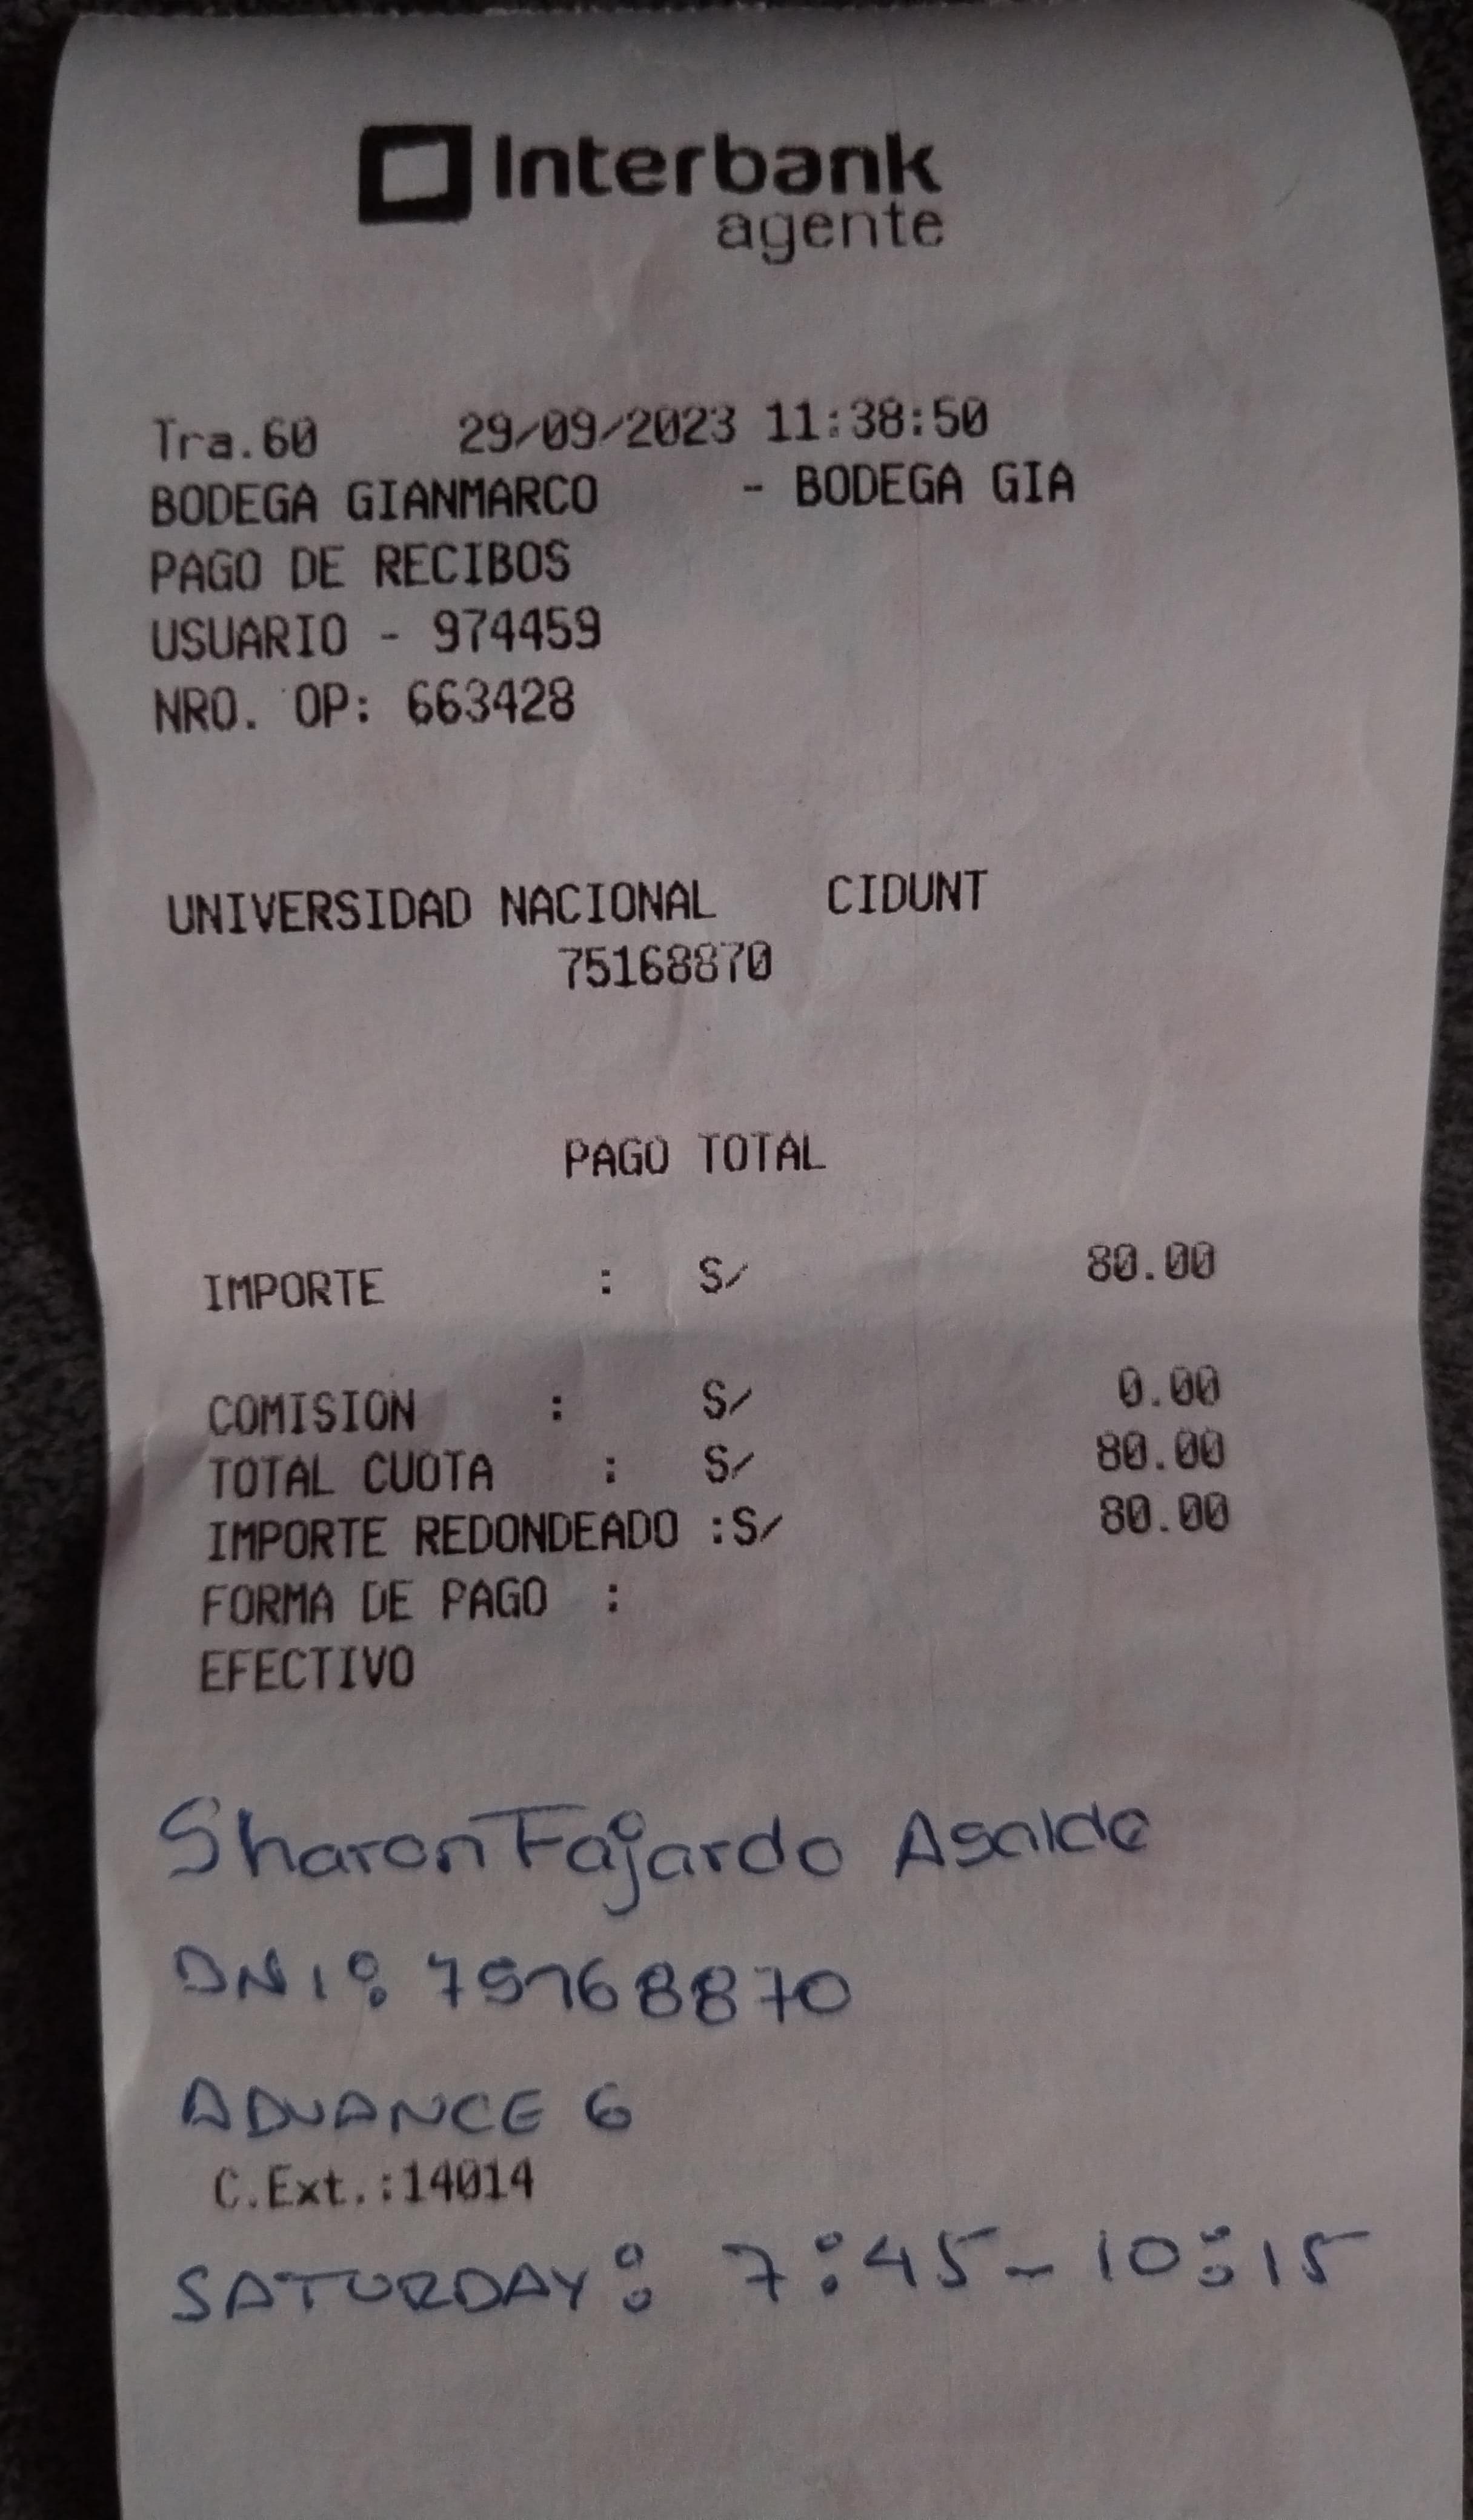 Interbank
agente
Tra.60 29/09/2023 11:38:50
BODEGA GIANMARCO - BODEGA GIA
PAGO DE RECIBOS
USUARIO - 974459
NRO. OP: 663428
UNIVERSIDAD NACIONAL CIDUNT
75168870
PAGO TOTAL
IMPORTE : S/ 80.00
COMISION : S/ 0.00
TOTAL CUOTA : S/ 80.00
IMPORTE REDONDEADO :S/ 80.00
FORMA DE PAGO :
EFECTIVO
Sharon Fajardo Asalde
DNI: 75168870
ADVANCE 6
C.Ext.:14014
SATURDAY: 7:45-10:15